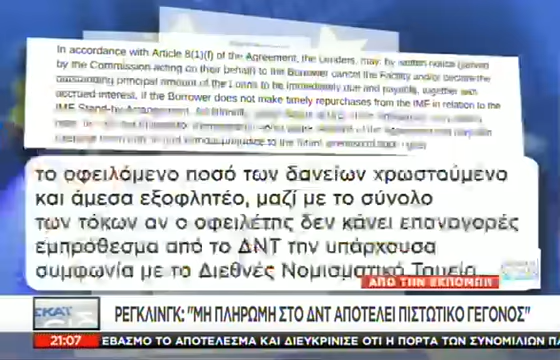 In accordance with Article 8(1)(f) of the Agreement, the Lenders, may, by written notice (served
by the Commission acting on their behalf) to the Borrower cancel the Facility and/or declare the
outstanding principal amount of the Loans to be immediately due and payable, together with
accrued interest, if the Borrower does not make timely repurchases from the IMF in relation to the
IMF Stand-by Arrangement
το οφειλόμενο ποσό των δανείων χρωστούμενο
και άμεσα εξοφλητέο, μαζί με το σύνολο
των τόκων αν ο οφειλέτης δεν κάνει επαναγορές
εμπρόθεσμα από το ΔΝΤ την υπάρχουσα
συμφωνία με το Διεθνές Νομισματικό Ταμείο
ΑΠΟ ΤΗΝ ΕΚΠΟΜΠΗ
ΣΚΑΪ
ΡΕΓΚΛΙΝΓΚ: "ΜΗ ΠΛΗΡΩΜΗ ΣΤΟ ΔΝΤ ΑΠΟΤΕΛΕΙ ΠΙΣΤΩΤΙΚΟ ΓΕΓΟΝΟΣ"
21:07 ΕΒΑΣΜΟ ΤΟ ΑΠΟΤΕΛΕΣΜΑ ΚΑΙ ΔΙΕΥΚΡΙΝΙΣΕ ΟΤΙ Η ΠΟΡΤΑ ΤΩΝ ΣΥΝΟΜΙΛΙΩΝ Π